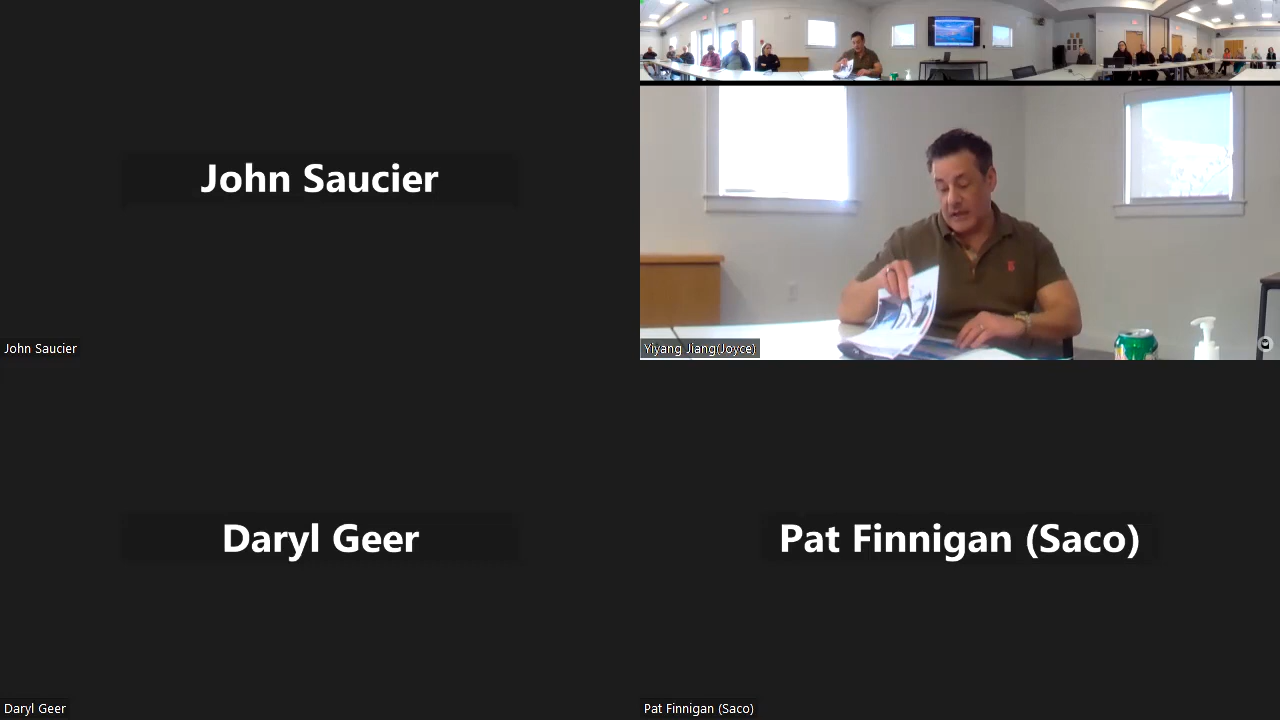 John Saucier
John Saucier
Yiyang Jiang(Joyce)
Daryl Geer
Pat Finnigan (Saco)
Daryl Geer
Pat Finnigan (Saco)